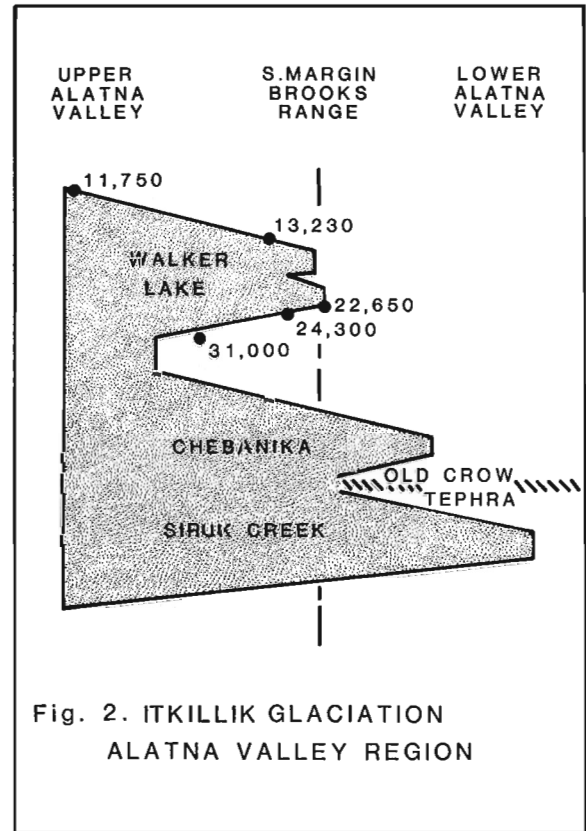 UPPER
ALATNA
VALLEY
S.MARGIN
BROOKS
RANGE
LOWER
ALATNA
VALLEY
11,750
13,230
WALKER
LAKE
22,650
24,300
31,000
CHEBANIKA
OLD CROW
TEPHRA
SIRUK CREEK
Fig. 2. ITKILLIK GLACIATION
ALATNA VALLEY REGION